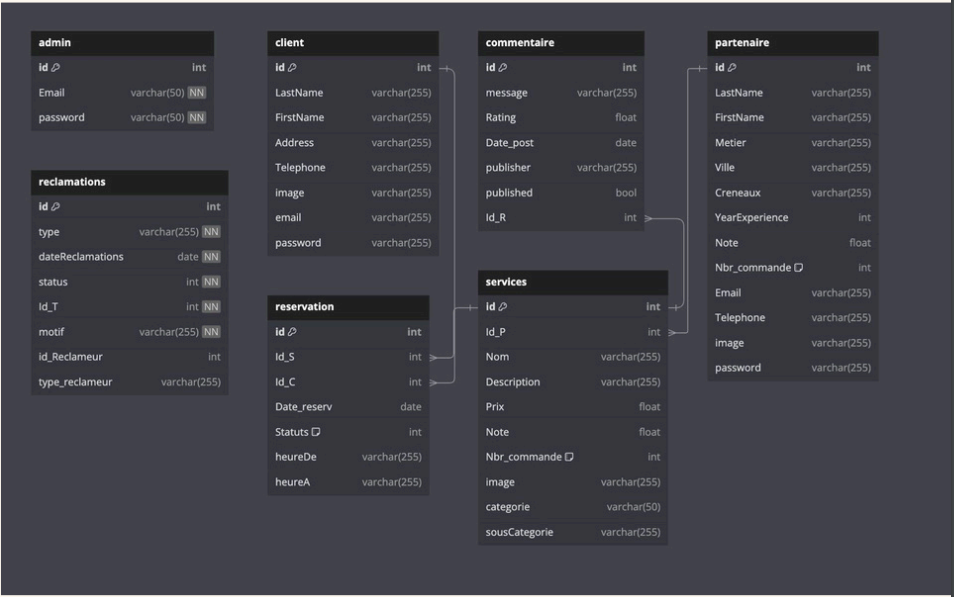 admin
id int
Email varchar(50) NN
password varchar(50) NN
reclamations
id int
type varchar(255) NN
dateReclamations date NN
status int NN
Id_T int NN
motif varchar(255) NN
id_Reclameur int
type_reclameur varchar(255)
client
id int
LastName varchar(255)
FirstName varchar(255)
Address varchar(255)
Telephone varchar(255)
image varchar(255)
email varchar(255)
password varchar(255)
reservation
id int
Id_S int
Id_C int
Date_reserv date
Statuts int
heureDe varchar(255)
heureA varchar(255)
commentaire
id int
message varchar(255)
Rating float
Date_post date
publisher varchar(255)
published bool
Id_R int
services
id int
Id_P int
Nom varchar(255)
Description varchar(255)
Prix float
Note float
Nbr_commande int
image varchar(255)
categorie varchar(50)
sousCategorie varchar(255)
partenaire
id int
LastName varchar(255)
FirstName varchar(255)
Metier varchar(255)
Ville varchar(255)
Creneaux varchar(255)
YearExperience int
Note float
Nbr_commande int
Email varchar(255)
Telephone varchar(255)
image varchar(255)
password varchar(255)